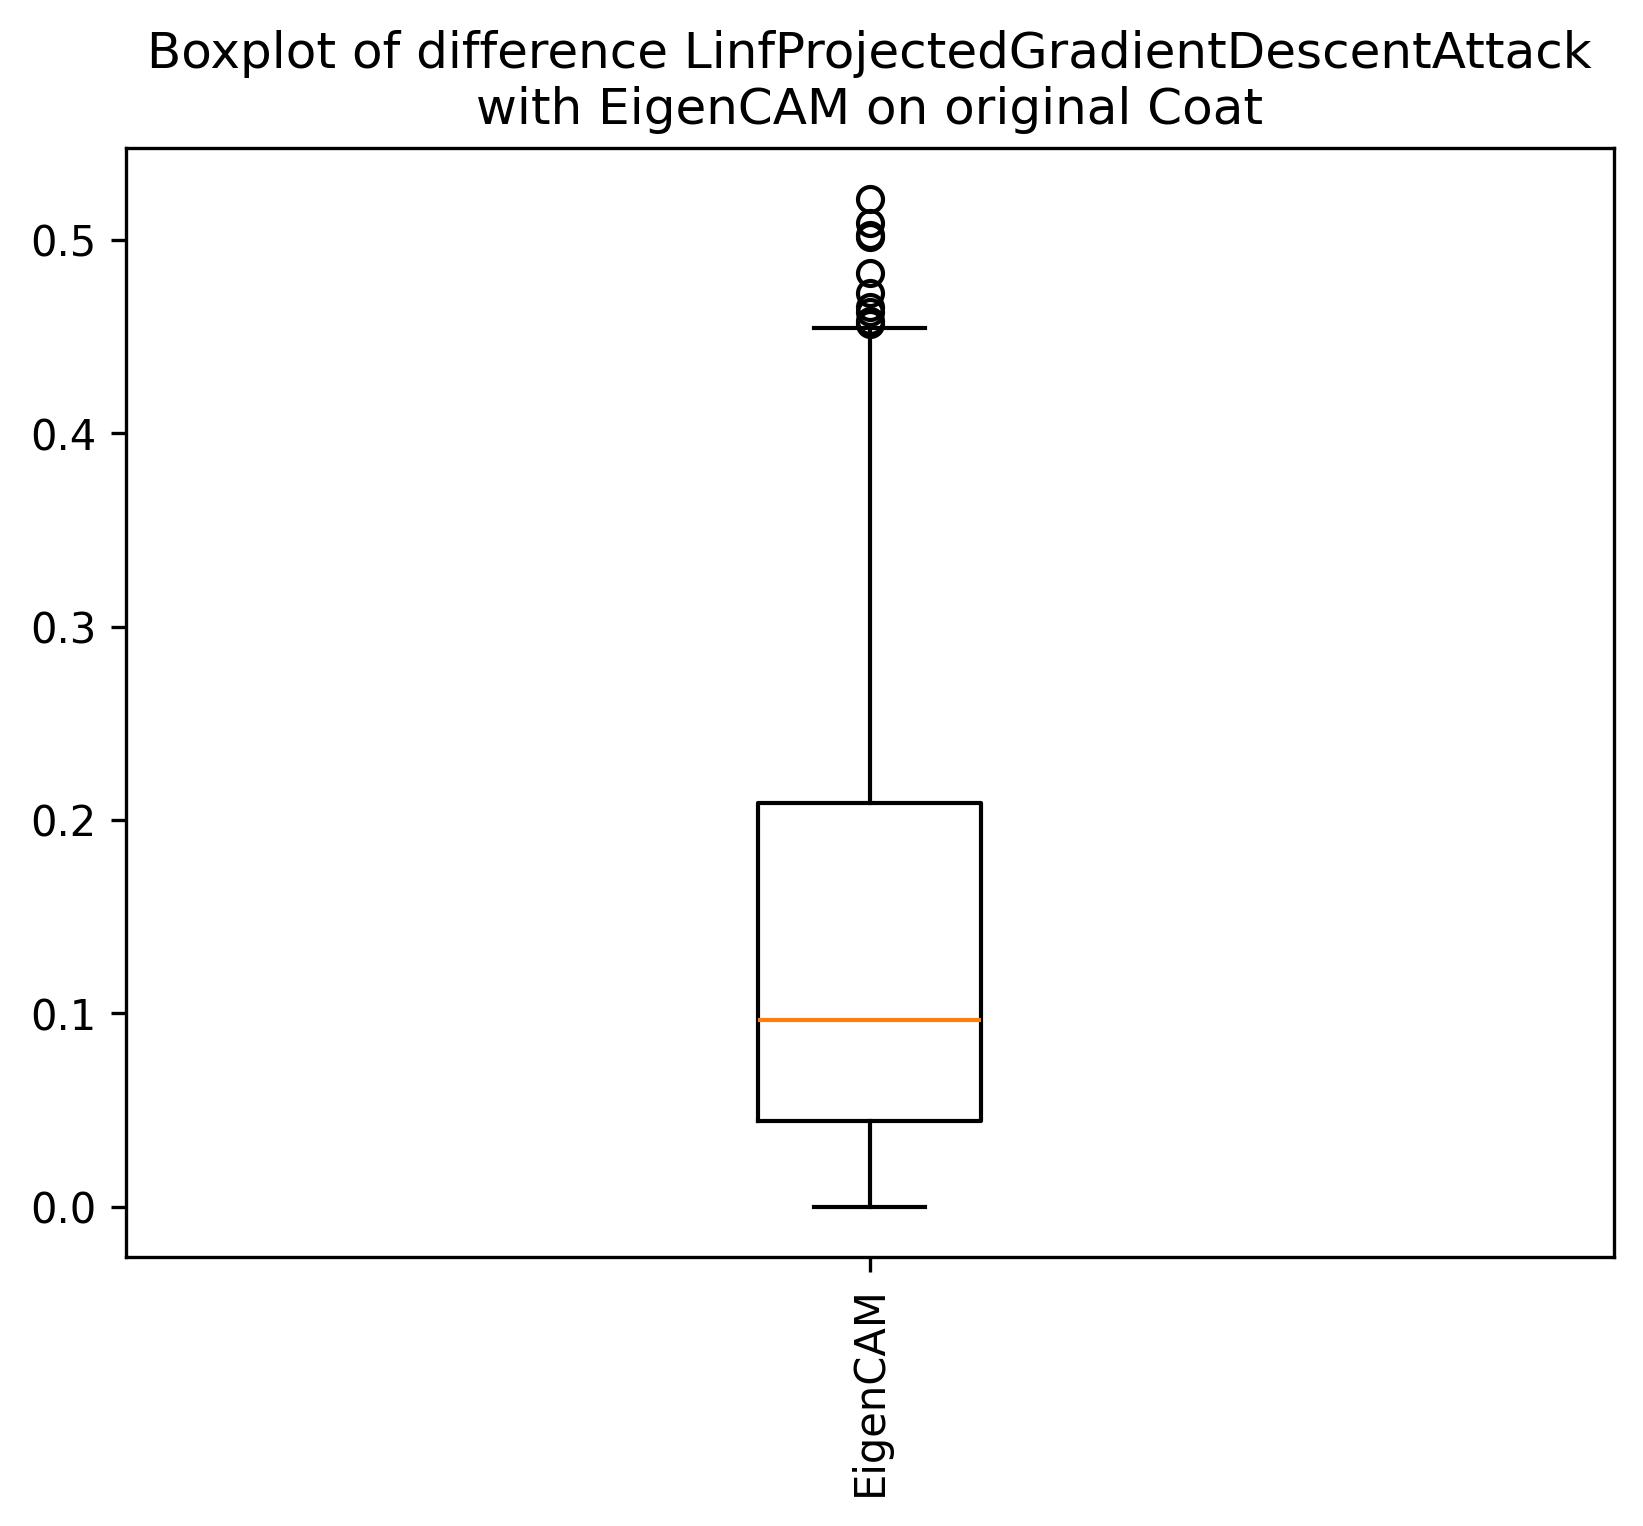 Boxplot of difference LinfProjectedGradientDescentAttack
with EigenCAM on original Coat
0.5
0.4
0.3
0.2
0.1
0.0
EigenCAM